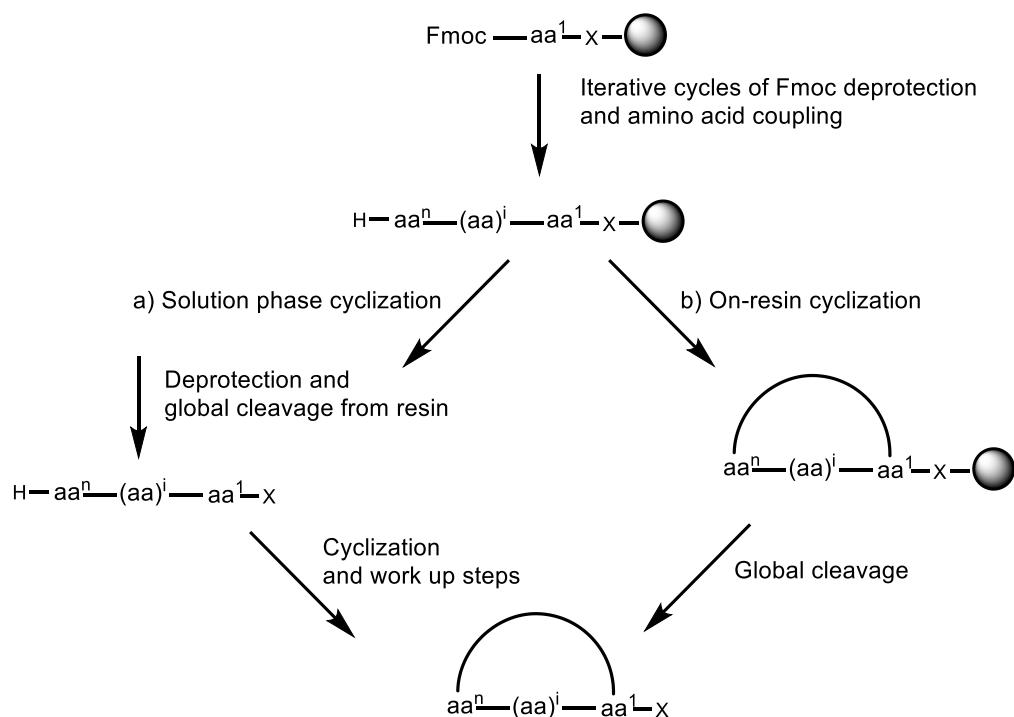 Fmoc — aa¹ – X –
Iterative cycles of Fmoc deprotection
and amino acid coupling
H – aaⁿ — (aa)ⁱ — aa¹ – X –
a) Solution phase cyclization
b) On-resin cyclization
Deprotection and
global cleavage from resin
aaⁿ — (aa)ⁱ — aa¹ – X –
H – aaⁿ — (aa)ⁱ — aa¹ – X
Cyclization
and work up steps
Global cleavage
aaⁿ — (aa)ⁱ — aa¹ – X